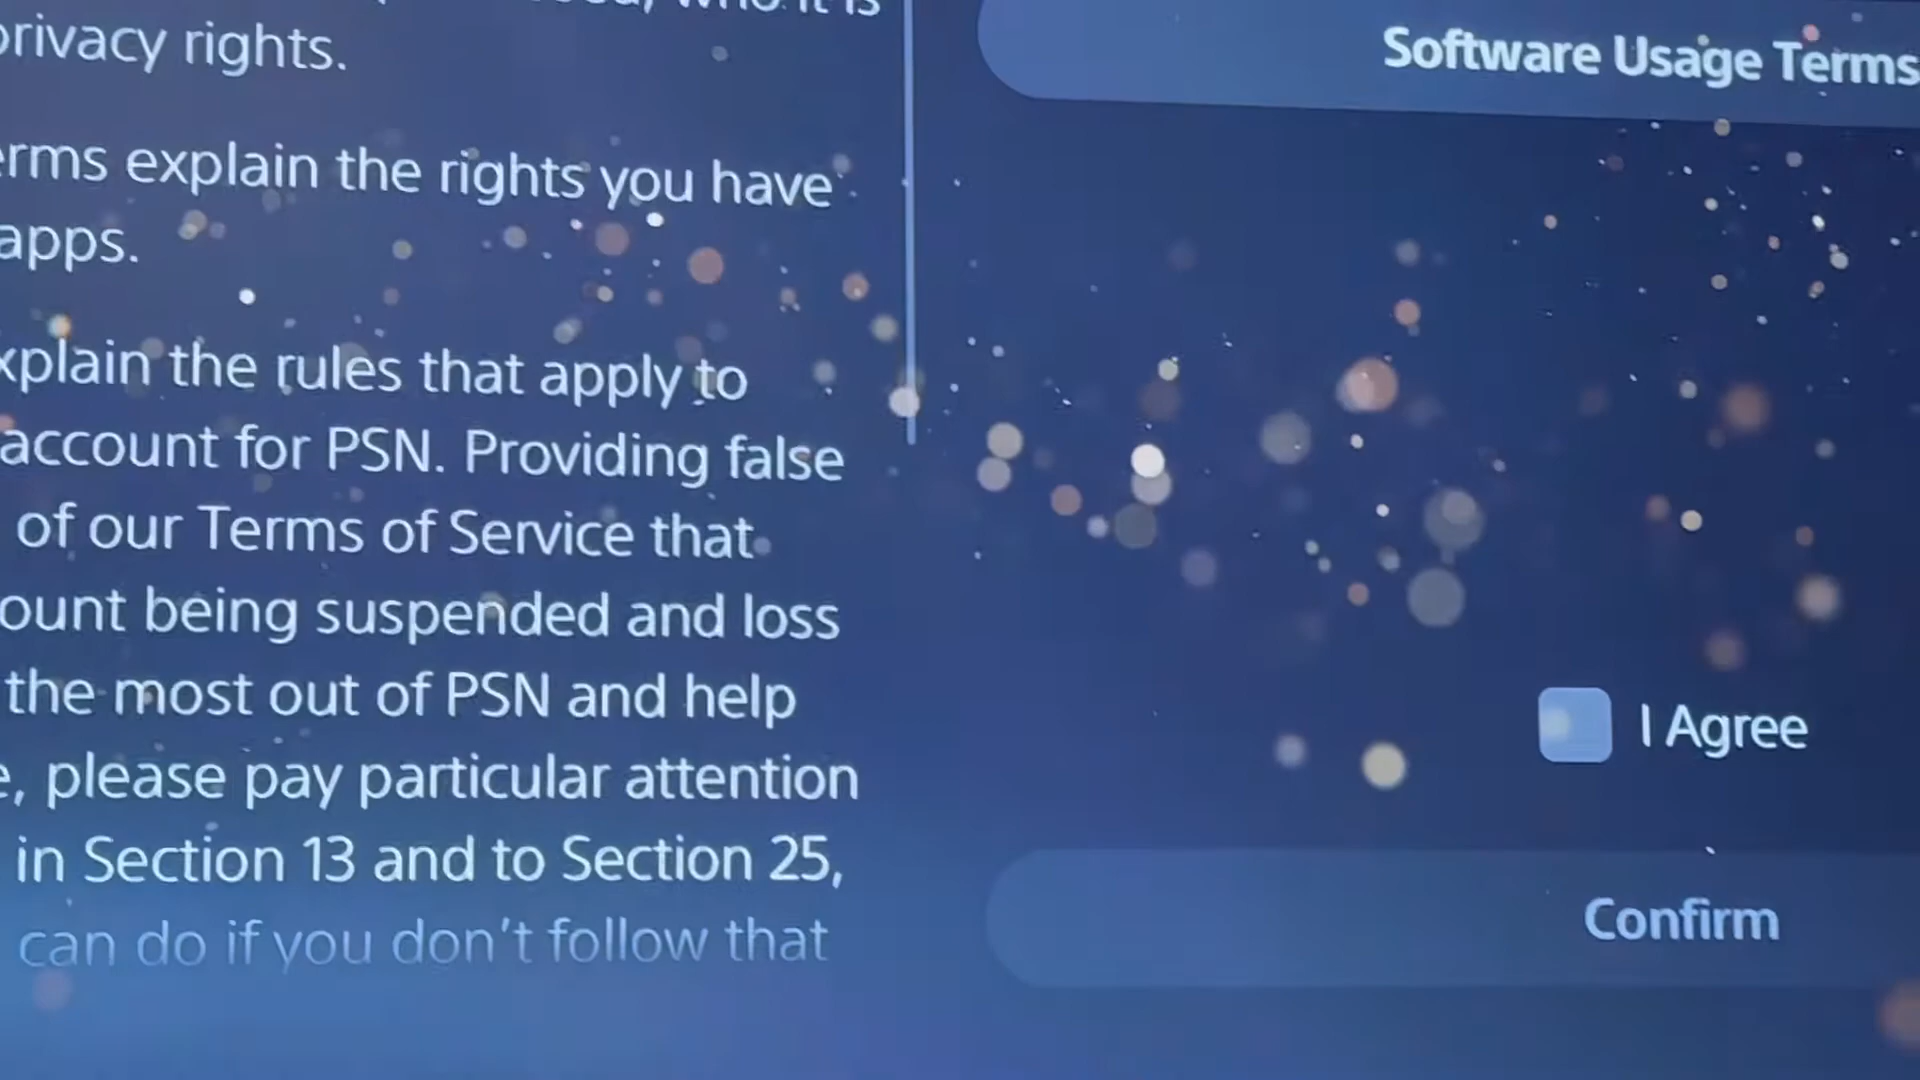 it is
privacy rights.
explain the rights you have
apps.
explain the rules that apply to
account for PSN. Providing false
of our Terms of Service that
being suspended and loss
the most out of PSN and help
please pay particular attention
in Section 13 and to Section 25,
can do if you don't follow that
Software Usage Terms
I Agree
Confirm